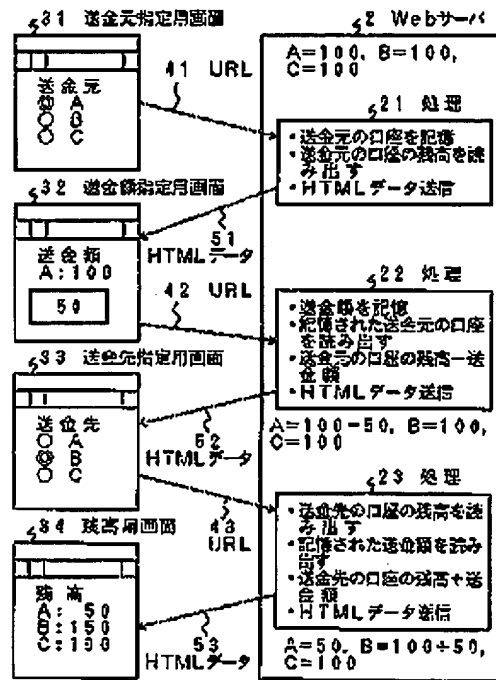 31 送金元指定用画面
送金元
A
B
C
41 URL
2 Webサーバ
A=100, B=100,
C=100
21 処理
・送金元の口座を記憶
・送金元の口座の残高を読
み出す
・HTMLデータ送信
32 送金額指定用画面
送金額
A:100
50
51
HTMLデータ
42 URL
22 処理
・送金額を記憶
・記憶された送金元の口座
を読み出す
・送金元の口座の残高－送
金額
・HTMLデータ送信
33 送金先指定用画面
送金先
A
B
C
52
HTMLデータ
A=100-50, B=100,
C=100
43
URL
23 処理
・送金先の口座の残高を読
み出す
・記憶された送金額を読み
出す
・送金先の口座の残高＋送
金額
・HTMLデータ送信
34 残高用画面
残高
A: 50
B:150
C:100
53
HTMLデータ
A=50, B=100+50,
C=100